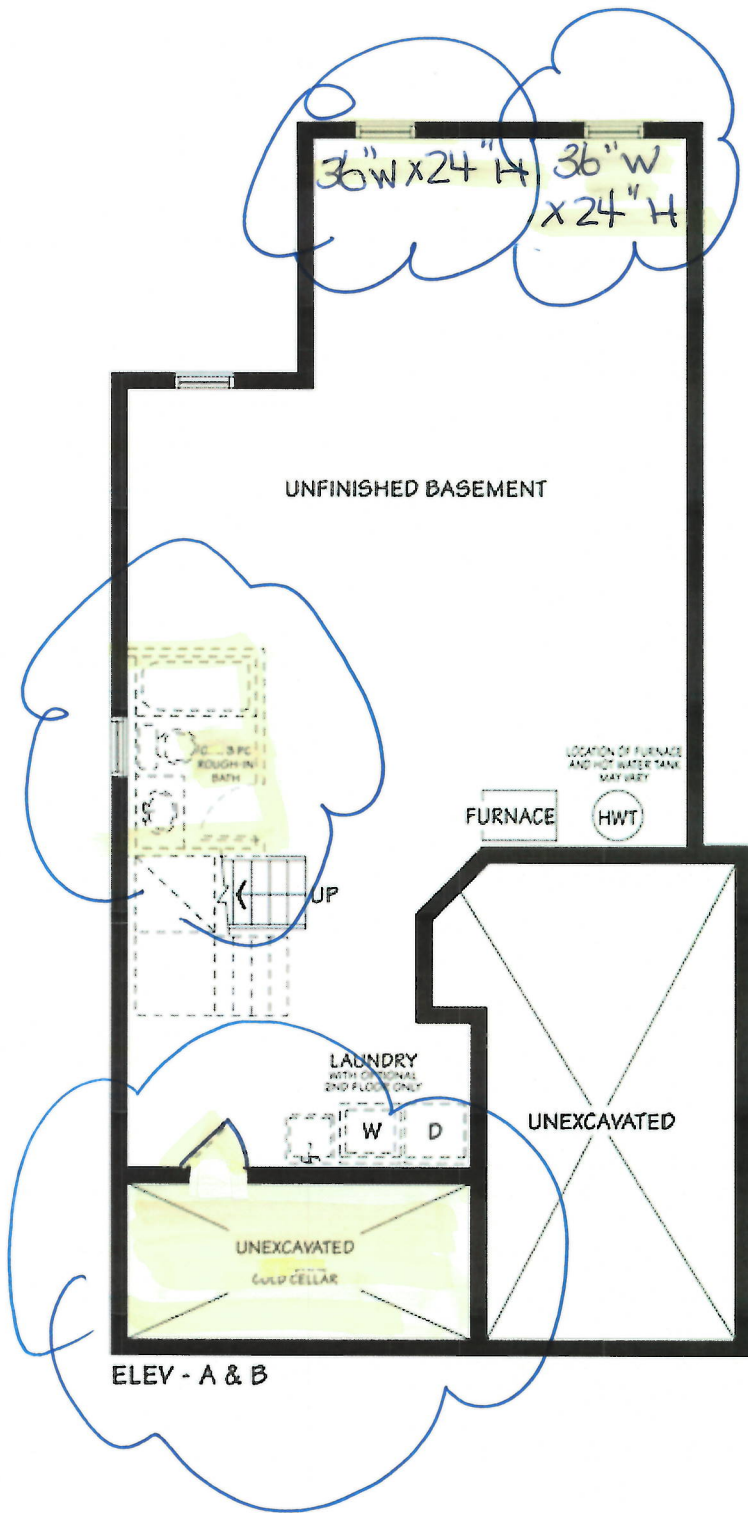 36"W X 24"H
36"W
X 24"H
UNFINISHED BASEMENT
3 PC
ROUGH-IN
BATH
LOCATION OF FURNACE
AND HOT WATER TANK
MAY VARY
FURNACE
HWT
UP
LAUNDRY
WITH OPTIONAL
2ND FLOOR ONLY
W
D
UNEXCAVATED
UNEXCAVATED
COLD CELLAR
ELEV - A & B